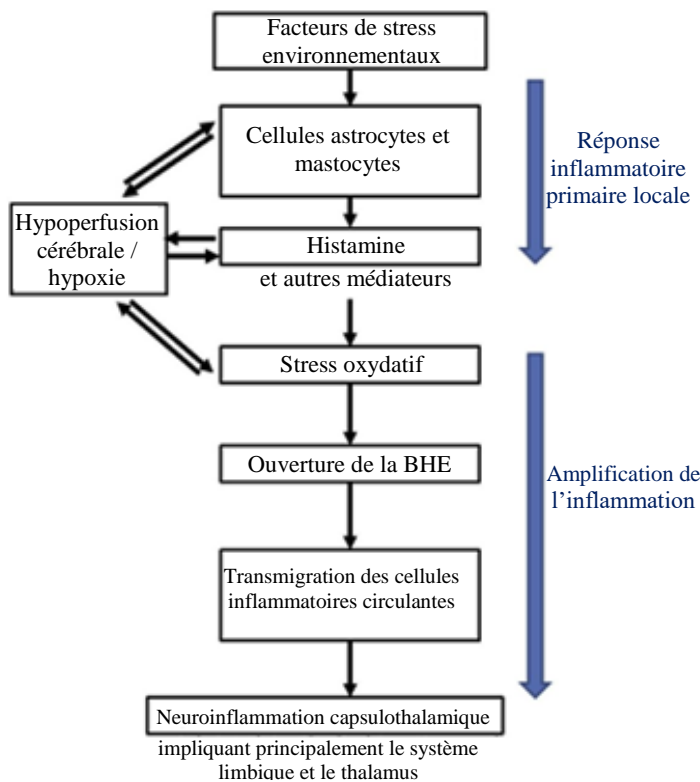 Facteurs de stress
environnementaux
Cellules astrocytes et
mastocytes
Réponse
inflammatoire
primaire locale
Hypoperfusion
cérébrale /
hypoxie
Histamine
et autres médiateurs
Stress oxydatif
Ouverture de la BHE
Amplification de
l’inflammation
Transmigration des cellules
inflammatoires circulantes
Neuroinflammation capsulothalamique
impliquant principalement le système
limbique et le thalamus